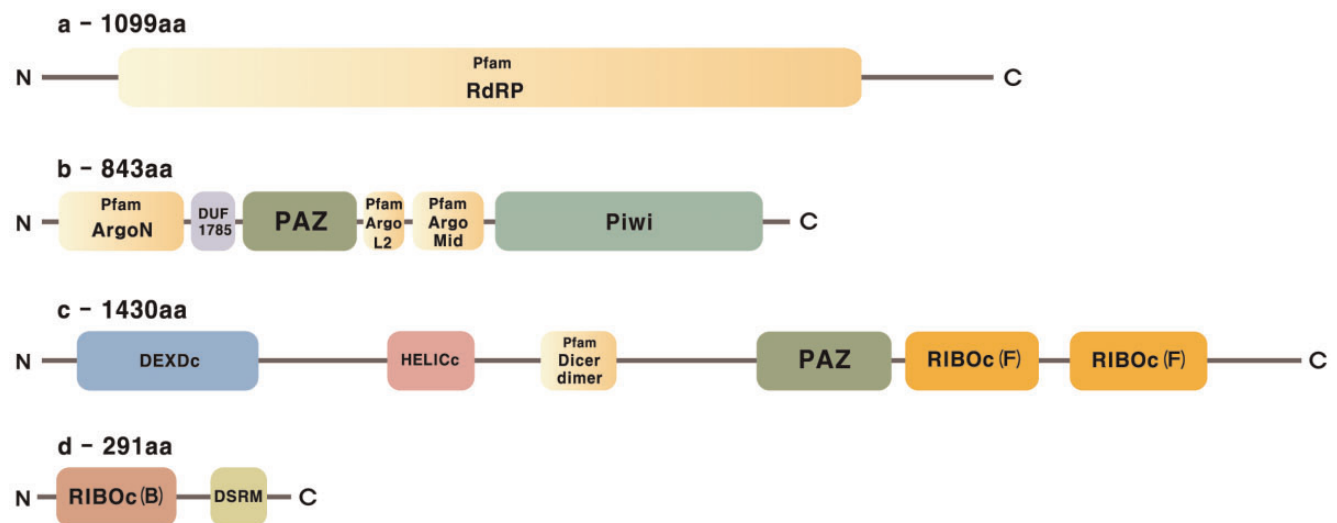 a - 1099aa
Pfam
RdRP
N C
b - 843aa
N Pfam ArgoN DUF 1785 PAZ Pfam Argo L2 Pfam Argo Mid Piwi C
c - 1430aa
N DEXDc HELICc Pfam Dicer dimer PAZ RIBOc (F) RIBOc (F) C
d - 291aa
N RIBOc (B) DSRM C